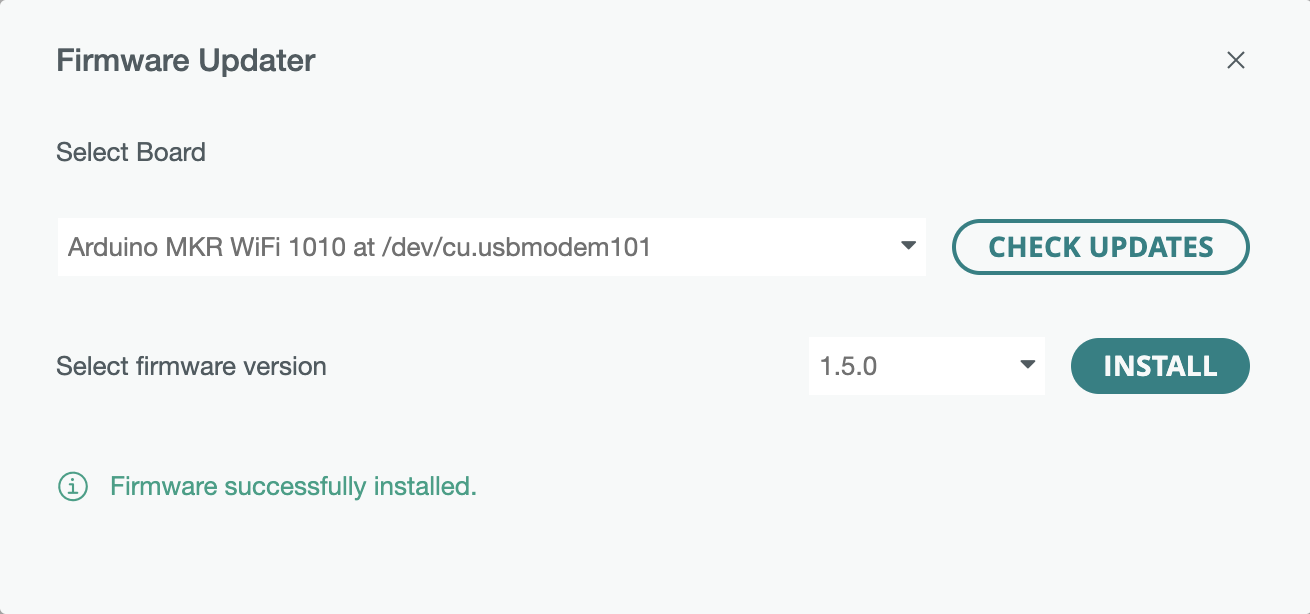 Firmware Updater
Select Board
Arduino MKR WiFi 1010 at /dev/cu.usbmodem101 CHECK UPDATES
Select firmware version 1.5.0 INSTALL
Firmware successfully installed.